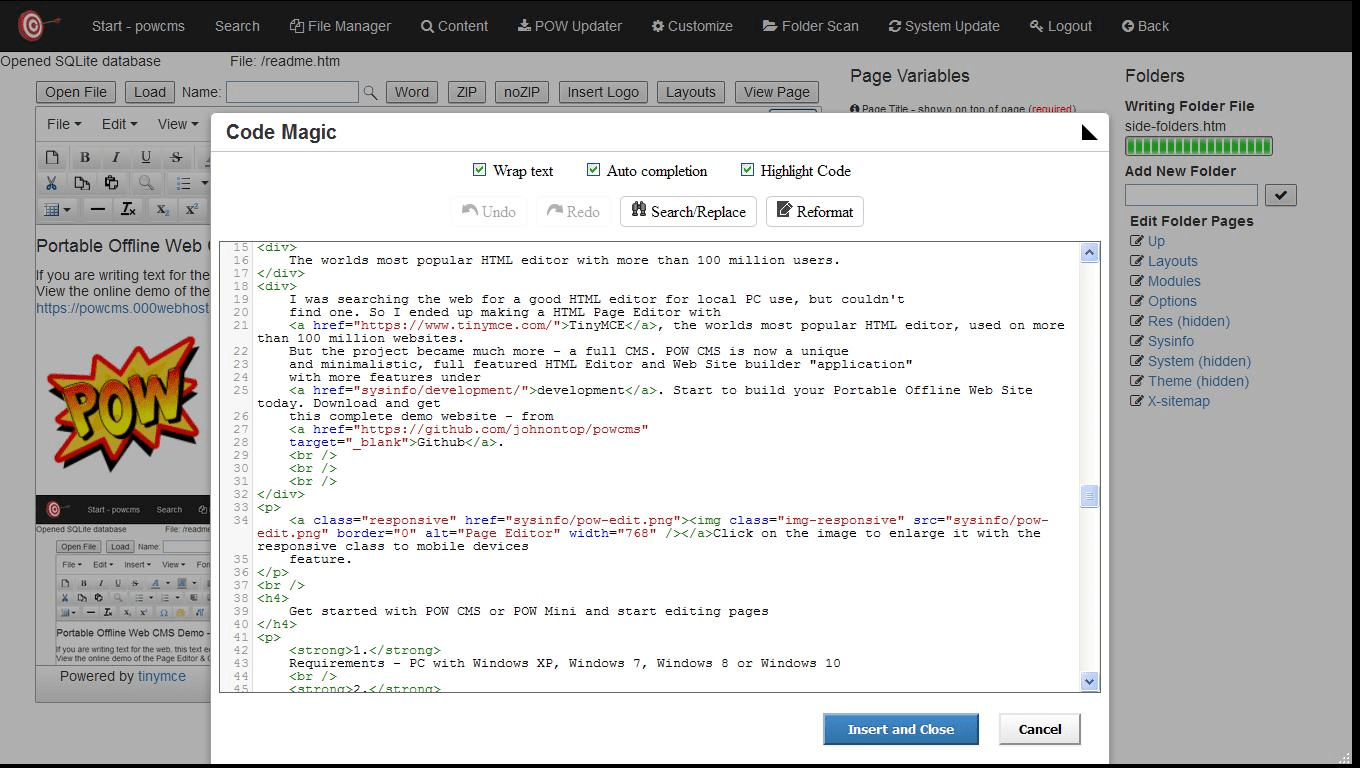 Start - powcms Search File Manager Content POW Updater Customize Folder Scan System Update Logout Back
Opened SQLite database File: /readme.htm
Open File Load Name: Word ZIP noZIP Insert Logo Layouts View Page
File Edit View
Portable Offline Web
If you are writing text for the
View the online demo of the
https://powcms.000webhost
POW
Start - powcms Search
Opened SQLite database File: /readme
Open File Load Name:
File Edit Insert View For
Portable Offline Web CMS Demo -
If you are writing text for the web, this text e
View the online demo of the Page Editor & C
Powered by tinymce
Code Magic
Wrap text Auto completion Highlight Code
Undo Redo Search/Replace Reformat
15 <div>
16 The worlds most popular HTML editor with more than 100 million users.
17 </div>
18 <div>
19 I was searching the web for a good HTML editor for local PC use, but couldn't
20 find one. So I ended up making a HTML Page Editor with
21 <a href="https://www.tinymce.com/">TinyMCE</a>, the worlds most popular HTML editor, used on more
than 100 million websites.
22 But the project became much more - a full CMS. POW CMS is now a unique
23 and minimalistic, full featured HTML Editor and Web Site builder "application"
24 with more features under
25 <a href="sysinfo/development/">development</a>. Start to build your Portable Offline Web Site
today. Download and get
26 this complete demo website - from
27 <a href="https://github.com/johnontop/powcms"
28 target="_blank">Github</a>.
29 <br />
30 <br />
31 <br />
32 </div>
33 <p>
34 <a class="responsive" href="sysinfo/pow-edit.png"><img class="img-responsive" src="sysinfo/pow-
edit.png" border="0" alt="Page Editor" width="768" /></a>Click on the image to enlarge it with the
responsive class to mobile devices
35 feature.
36 </p>
37 <br />
38 <h4>
39 Get started with POW CMS or POW Mini and start editing pages
40 </h4>
41 <p>
42 <strong>1.</strong>
43 Requirements - PC with Windows XP, Windows 7, Windows 8 or Windows 10
44 <br />
45 <strong>2.</strong>
Insert and Close Cancel
Page Variables
Page Title - shown on top of page (required)
Folders
Writing Folder File
side-folders.htm
Add New Folder
Edit Folder Pages
Up
Layouts
Modules
Options
Res (hidden)
Sysinfo
System (hidden)
Theme (hidden)
X-sitemap